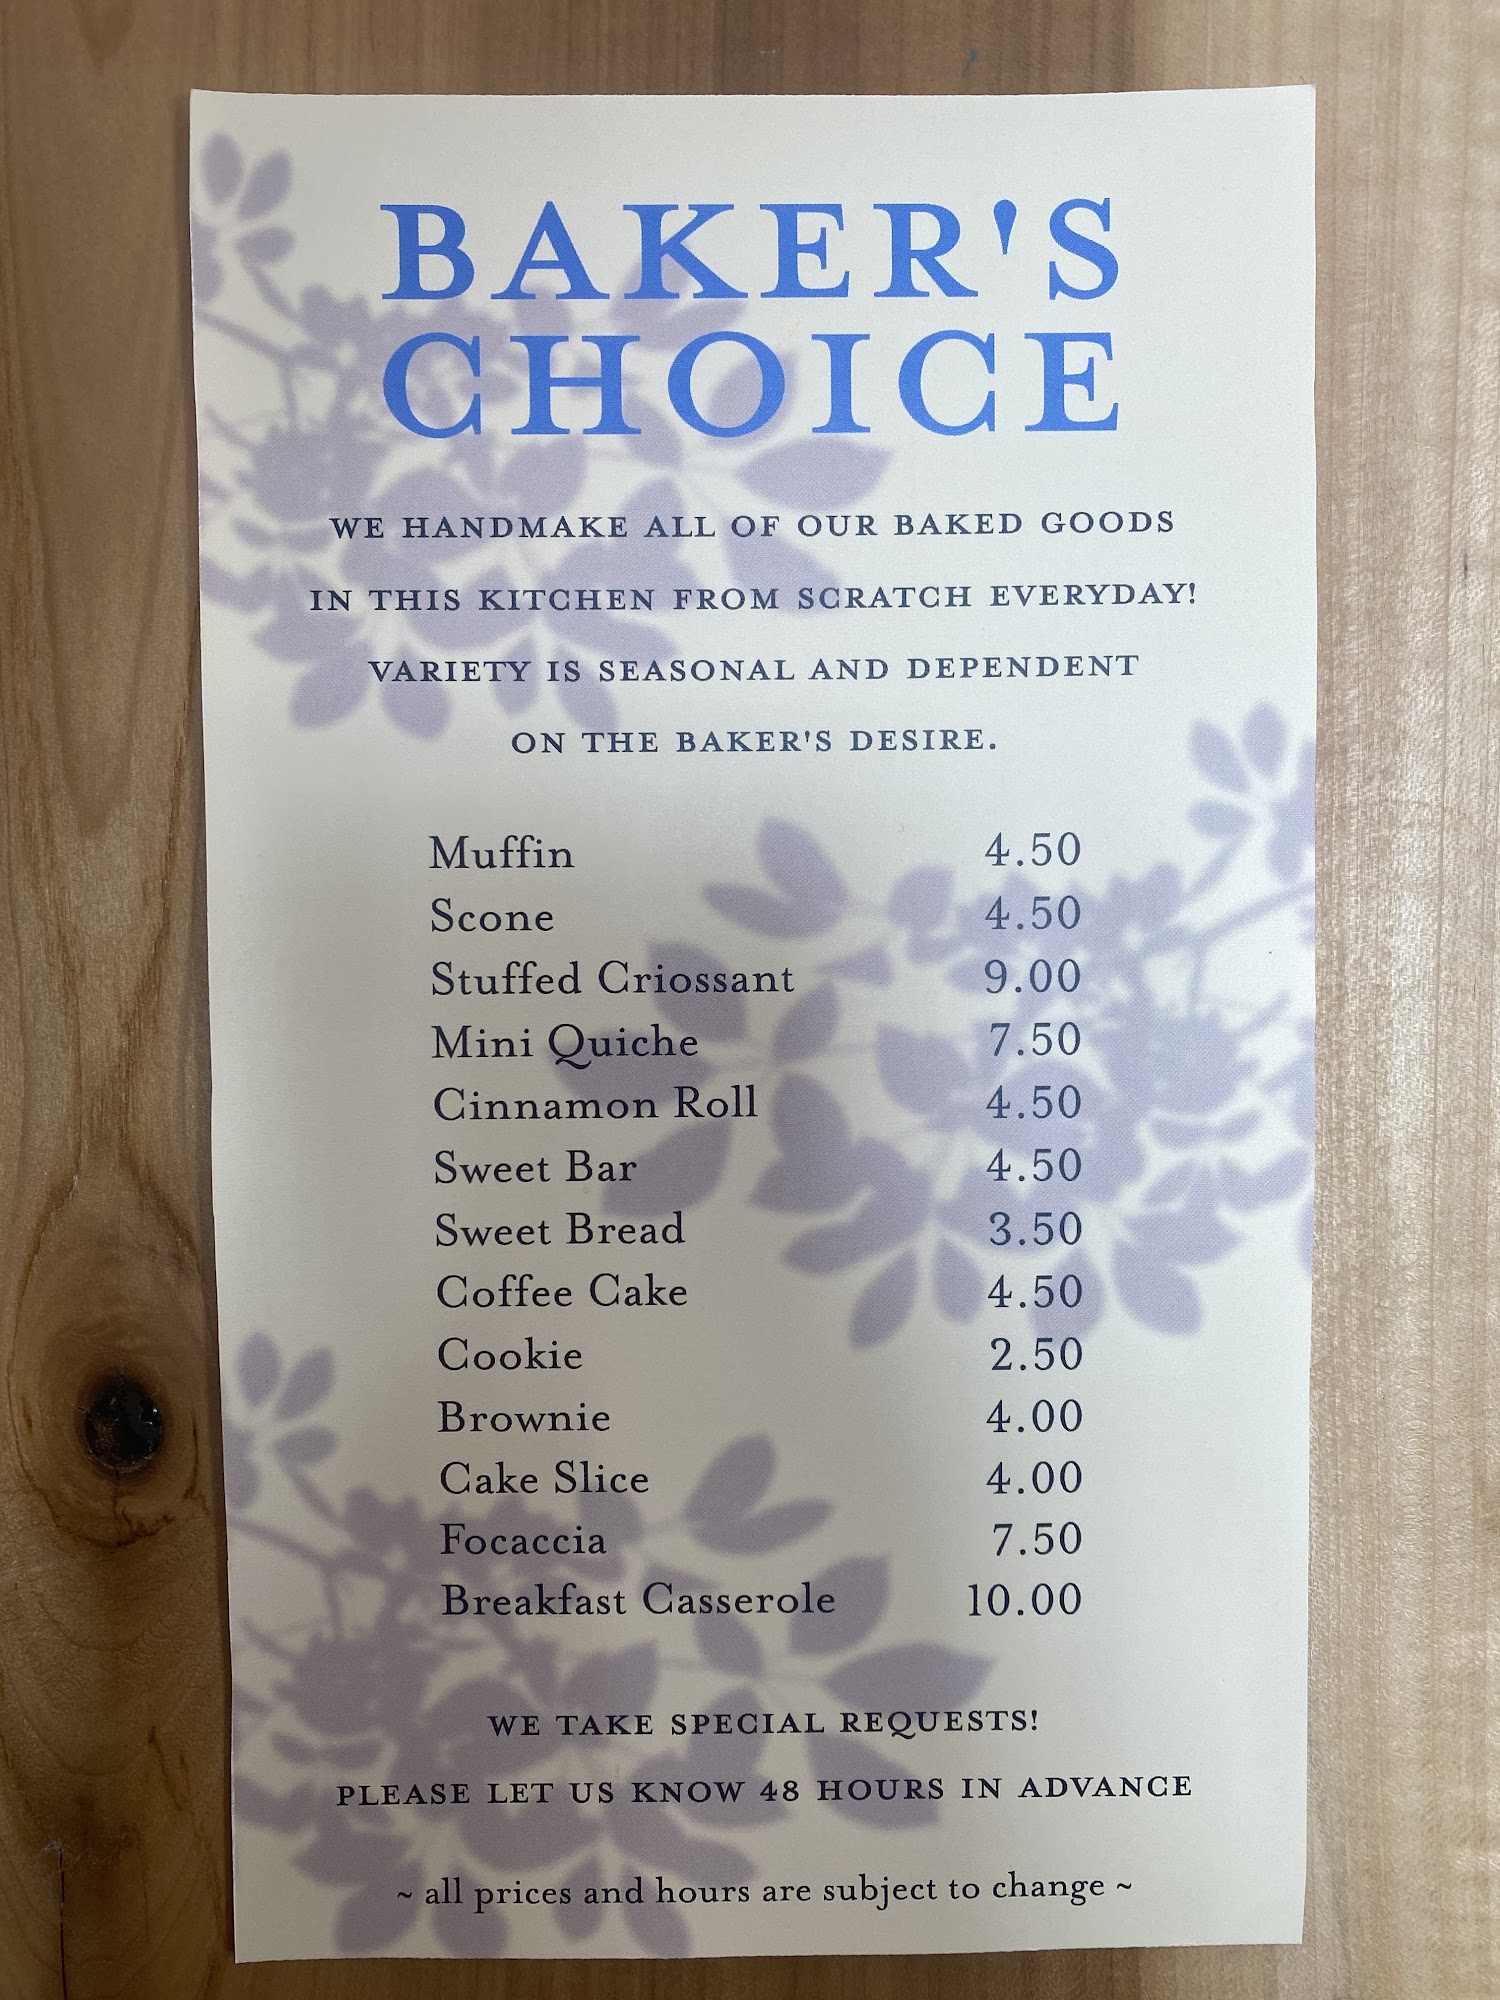 BAKER'S
CHOICE
WE HANDMAKE ALL OF OUR BAKED GOODS
IN THIS KITCHEN FROM SCRATCH EVERYDAY!
VARIETY IS SEASONAL AND DEPENDENT
ON THE BAKER'S DESIRE.
Muffin 4.50
Scone 4.50
Stuffed Criossant 9.00
Mini Quiche 7.50
Cinnamon Roll 4.50
Sweet Bar 4.50
Sweet Bread 3.50
Coffee Cake 4.50
Cookie 2.50
Brownie 4.00
Cake Slice 4.00
Focaccia 7.50
Breakfast Casserole 10.00
WE TAKE SPECIAL REQUESTS!
PLEASE LET US KNOW 48 HOURS IN ADVANCE
~ all prices and hours are subject to change ~